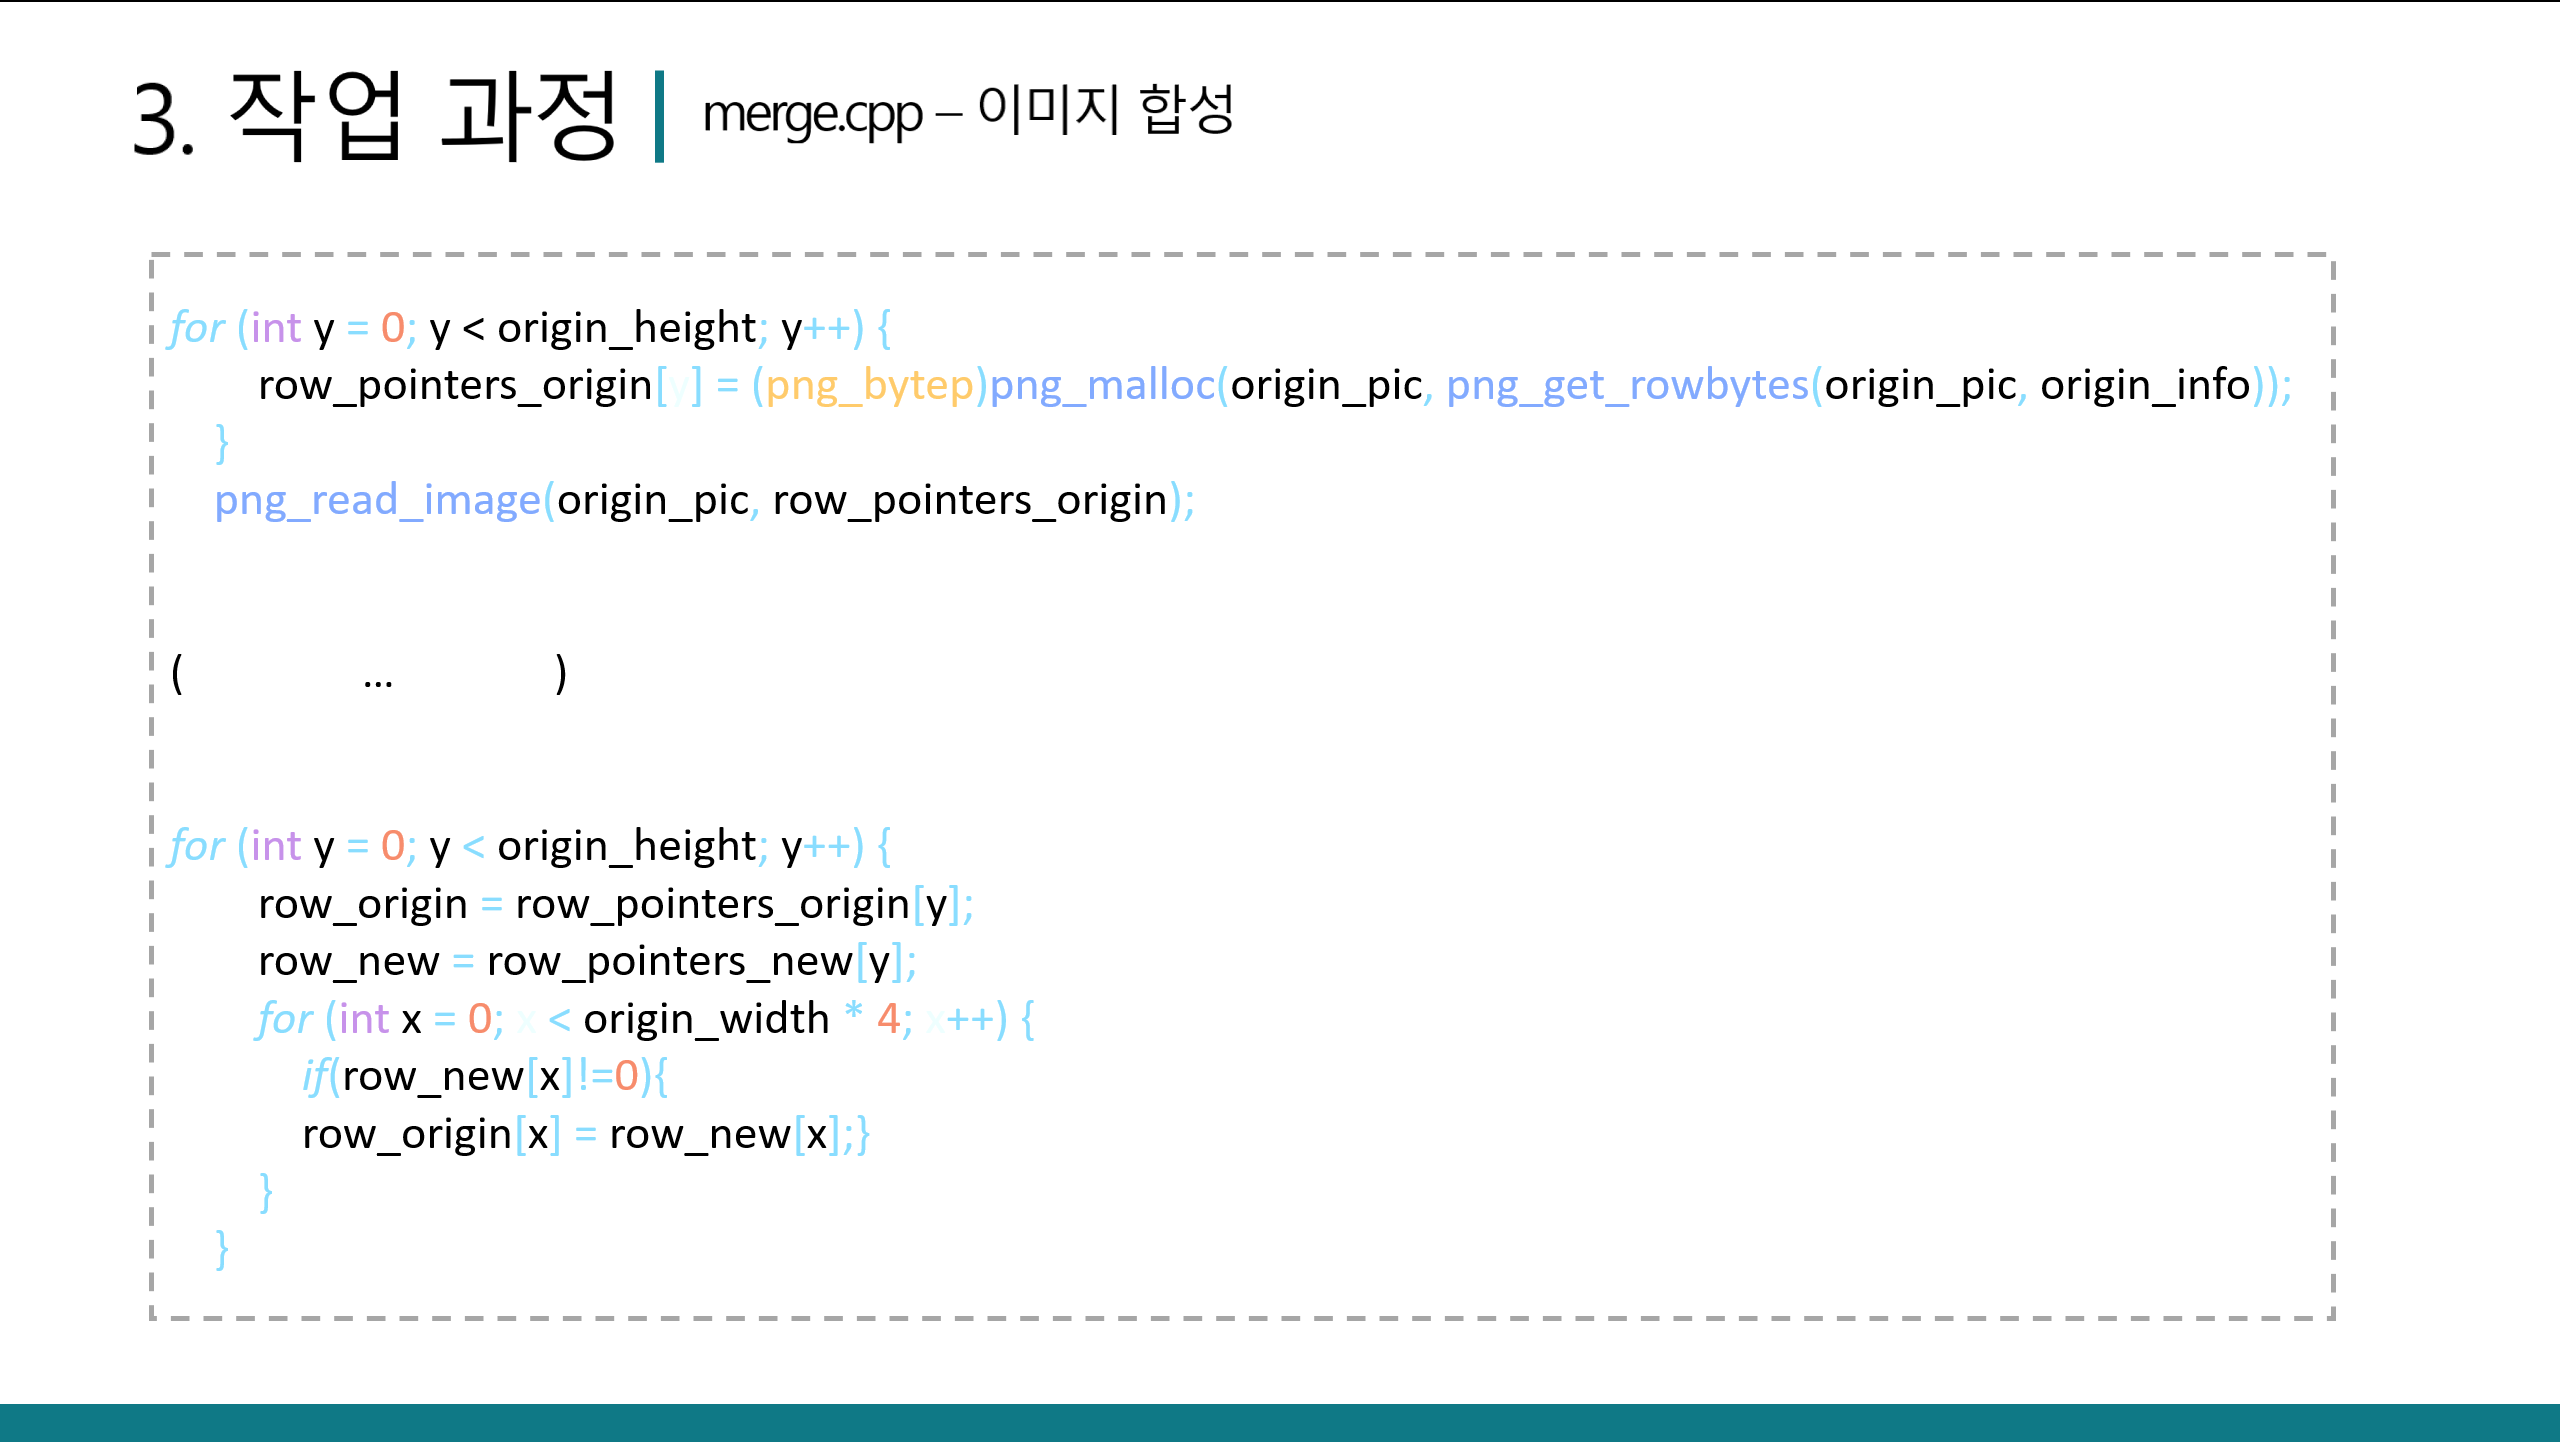 3. 작업 과정
merge.cpp – 이미지 합성
for (int y = 0; y < origin_height; y++) {
row_pointers_origin[y] = (png_bytep)png_malloc(origin_pic, png_get_rowbytes(origin_pic, origin_info));
}
png_read_image(origin_pic, row_pointers_origin);
( ... )
for (int y = 0; y < origin_height; y++) {
row_origin = row_pointers_origin[y];
row_new = row_pointers_new[y];
for (int x = 0; x < origin_width * 4; x++) {
if(row_new[x]!=0){
row_origin[x] = row_new[x];}
}
}